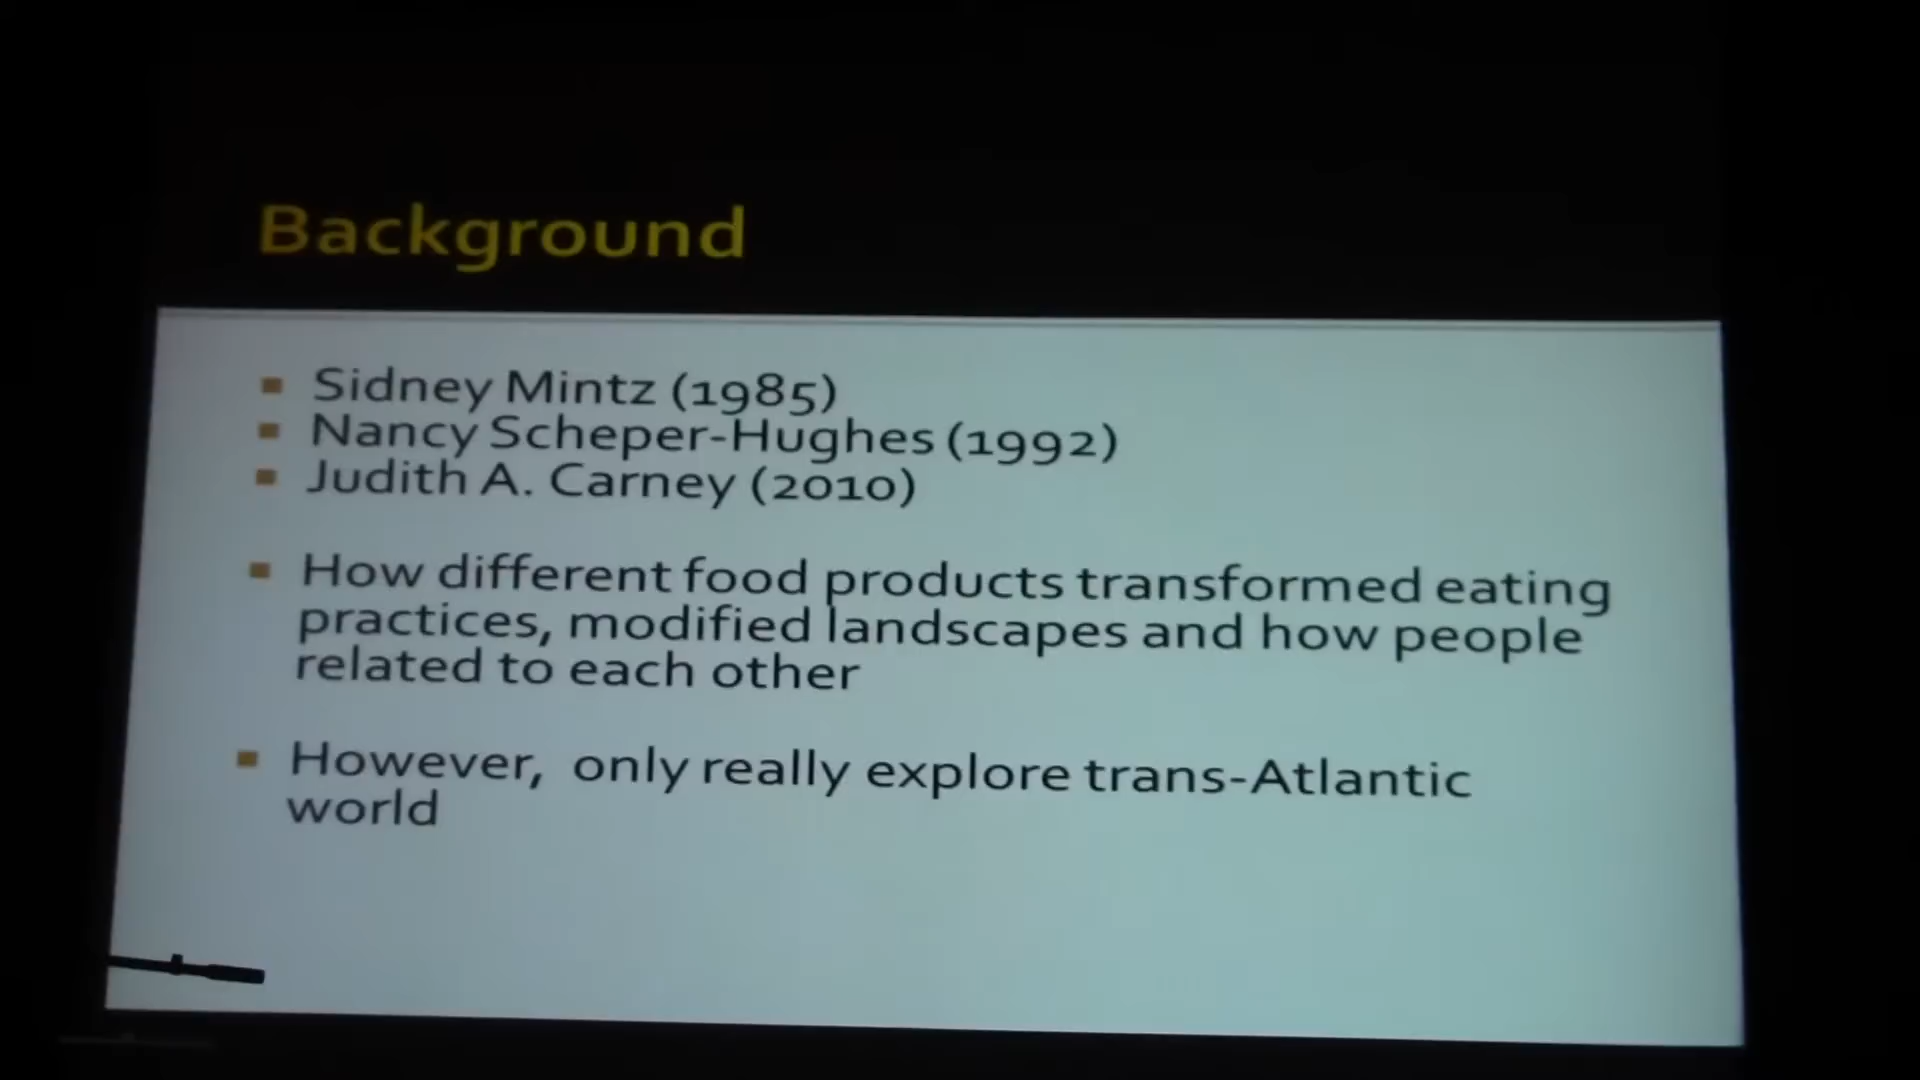 Background
Sidney Mintz (1985)
Nancy Scheper-Hughes (1992)
Judith A. Carney (2010)
How different food products transformed eating
practices, modified landscapes and how people
related to each other
However, only really explore trans-Atlantic
world